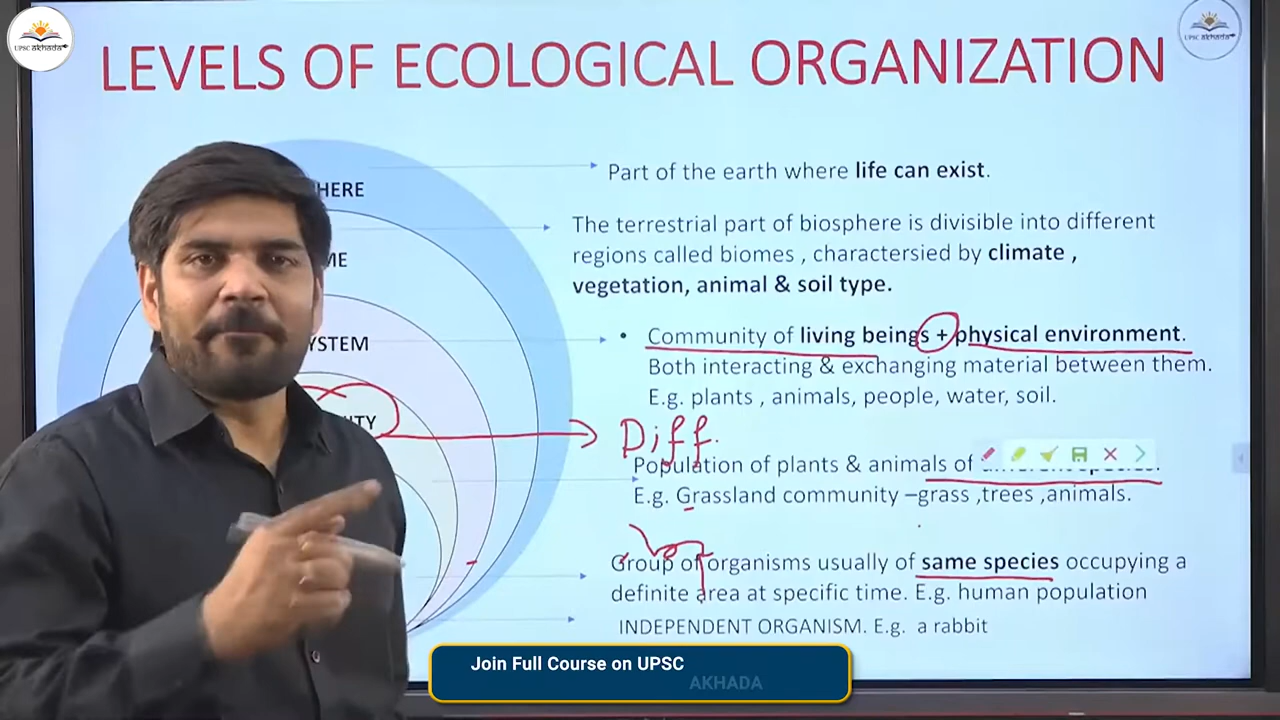 UPSC akhada
UPSC akhada
LEVELS OF ECOLOGICAL ORGANIZATION
HERE
Part of the earth where life can exist.
ME
The terrestrial part of biosphere is divisible into different
regions called biomes , charactersied by climate ,
vegetation, animal & soil type.
YSTEM
• Community of living beings + physical environment.
Both interacting & exchanging material between them.
E.g. plants , animals, people, water, soil.
ITY
Diff.
Population of plants & animals of
E.g. Grassland community –grass ,trees ,animals.
Group of organisms usually of same species occupying a
definite area at specific time. E.g. human population
INDEPENDENT ORGANISM. E.g. a rabbit
Join Full Course on UPSC
AKHADA